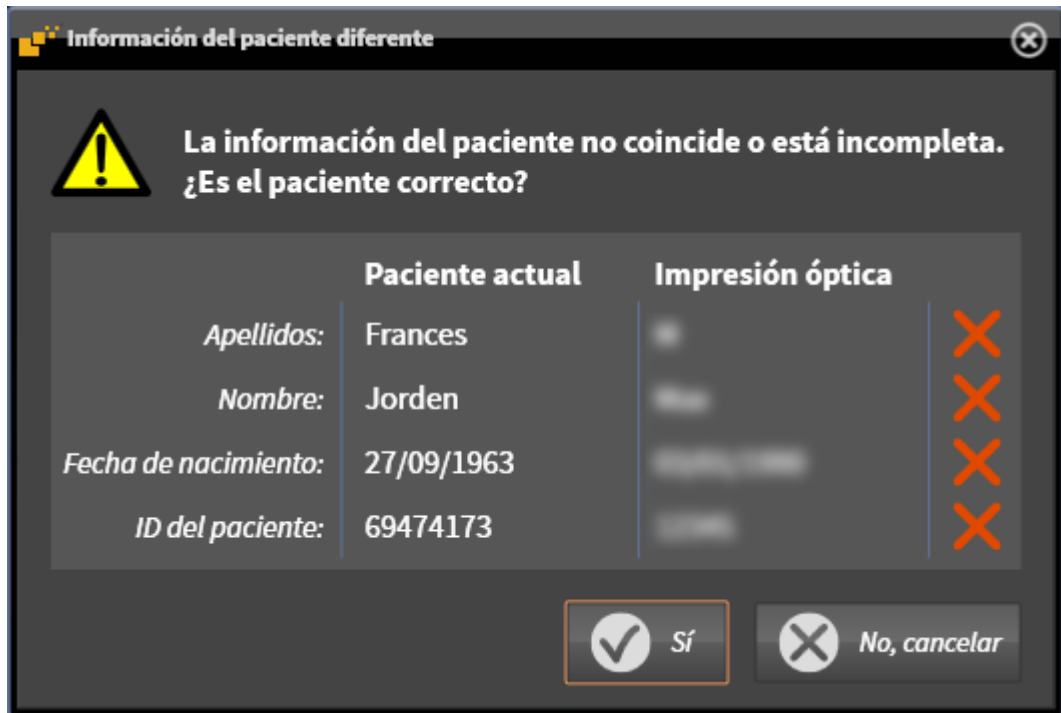 Información del paciente diferente
La información del paciente no coincide o está incompleta.
¿Es el paciente correcto?
Paciente actual Impresión óptica
Apellidos: Frances
Nombre: Jorden
Fecha de nacimiento: 27/09/1963
ID del paciente: 69474173
Sí No, cancelar